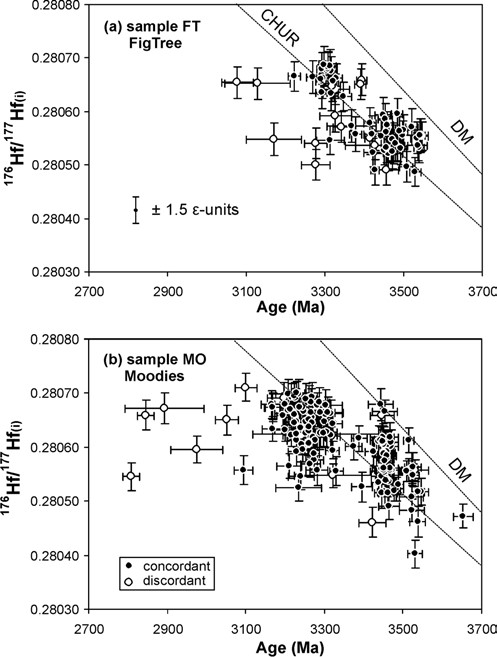 0.28080
(a) sample FT
FigTree
CHUR
0.28070
0.28060
DM
176Hf/177Hf(i)
0.28050
0.28040
± 1.5 ε-units
0.28030
2700 2900 3100 3300 3500 3700
Age (Ma)
0.28080
(b) sample MO
Moodies
0.28070
0.28060
DM
176Hf/177Hf(i)
0.28050
0.28040
concordant
discordant
0.28030
2700 2900 3100 3300 3500 3700
Age (Ma)